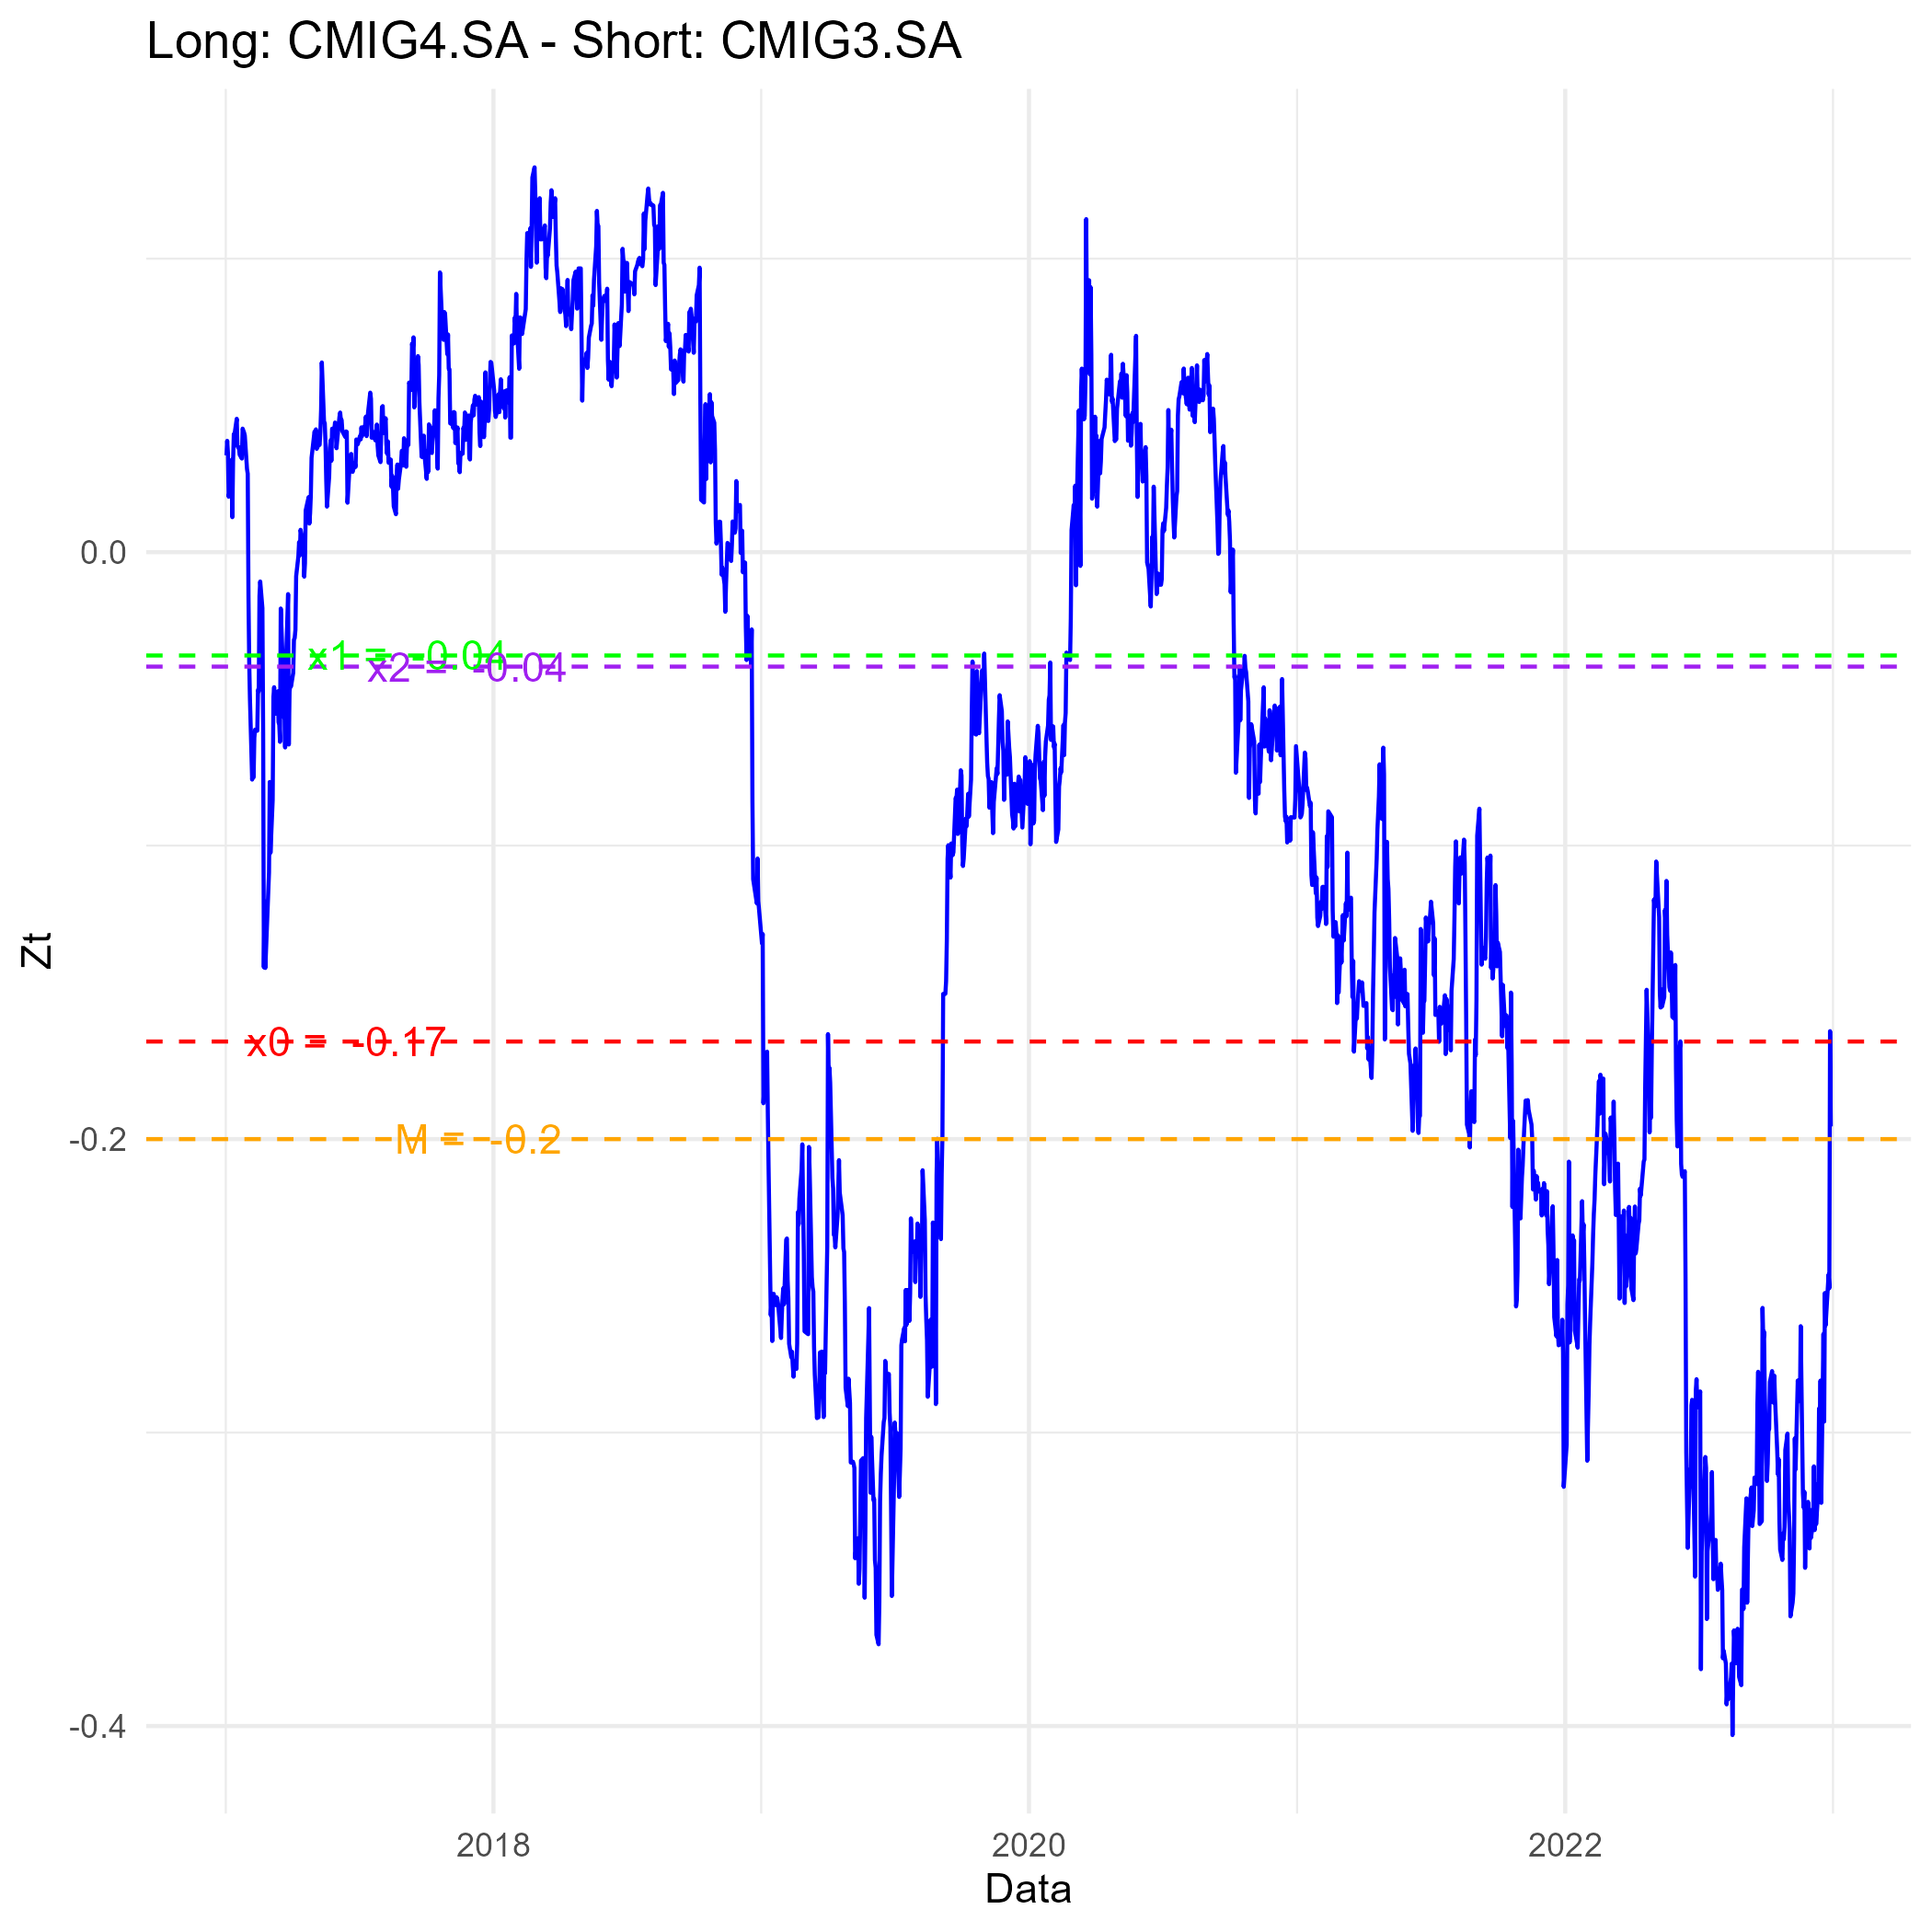 Long: CMIG4.SA - Short: CMIG3.SA
Zt
0.0
-0.2
-0.4
x1 = -0.04
x2 = -0.04
x0 = -0.17
M = -0.2
2018
2020
2022
Data